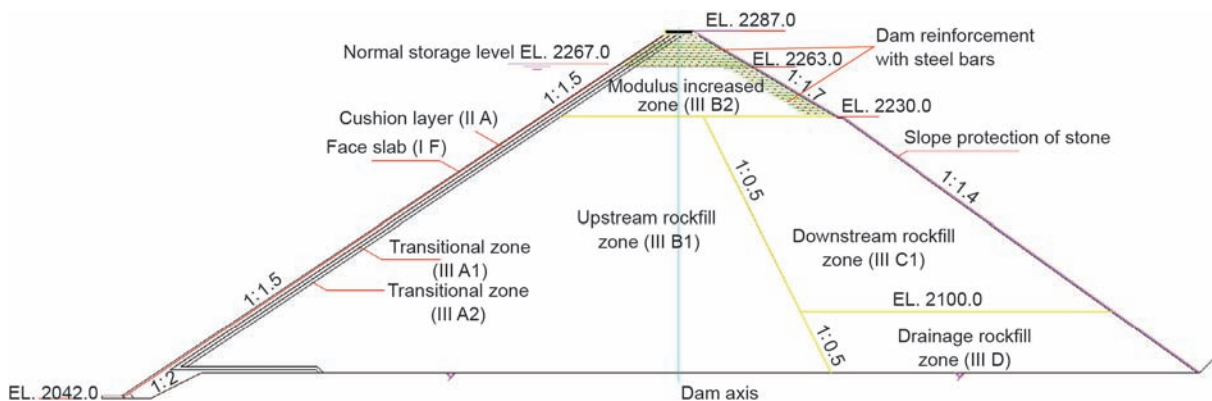 EL. 2287.0
Dam reinforcement
with steel bars
Normal storage level EL. 2267.0
EL. 2263.0
1:1.5
1:1.7
Modulus increased
zone (III B2)
EL. 2230.0
Cushion layer (II A)
Face slab (I F)
Slope protection of stone
1:0.5
1:1.4
Upstream rockfill
zone (III B1)
Downstream rockfill
zone (III C1)
Transitional zone
(III A1)
Transitional zone
(III A2)
1:1.5
EL. 2100.0
1:0.5
Drainage rockfill
zone (III D)
EL. 2042.0
1:2
Dam axis